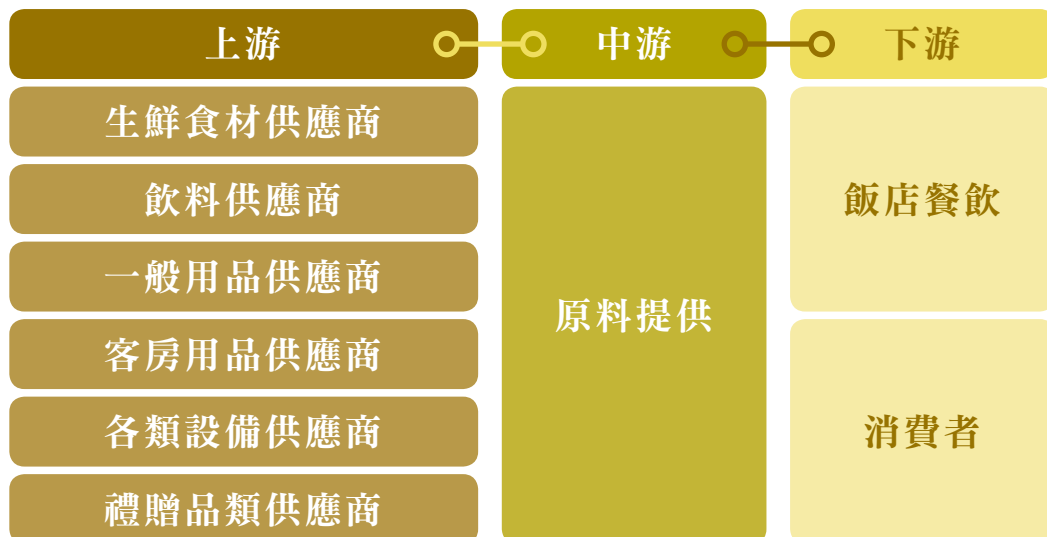 上游
中游
下游
生鮮食材供應商
飲料供應商
一般用品供應商
客房用品供應商
各類設備供應商
禮贈品類供應商
原料提供
飯店餐飲
消費者